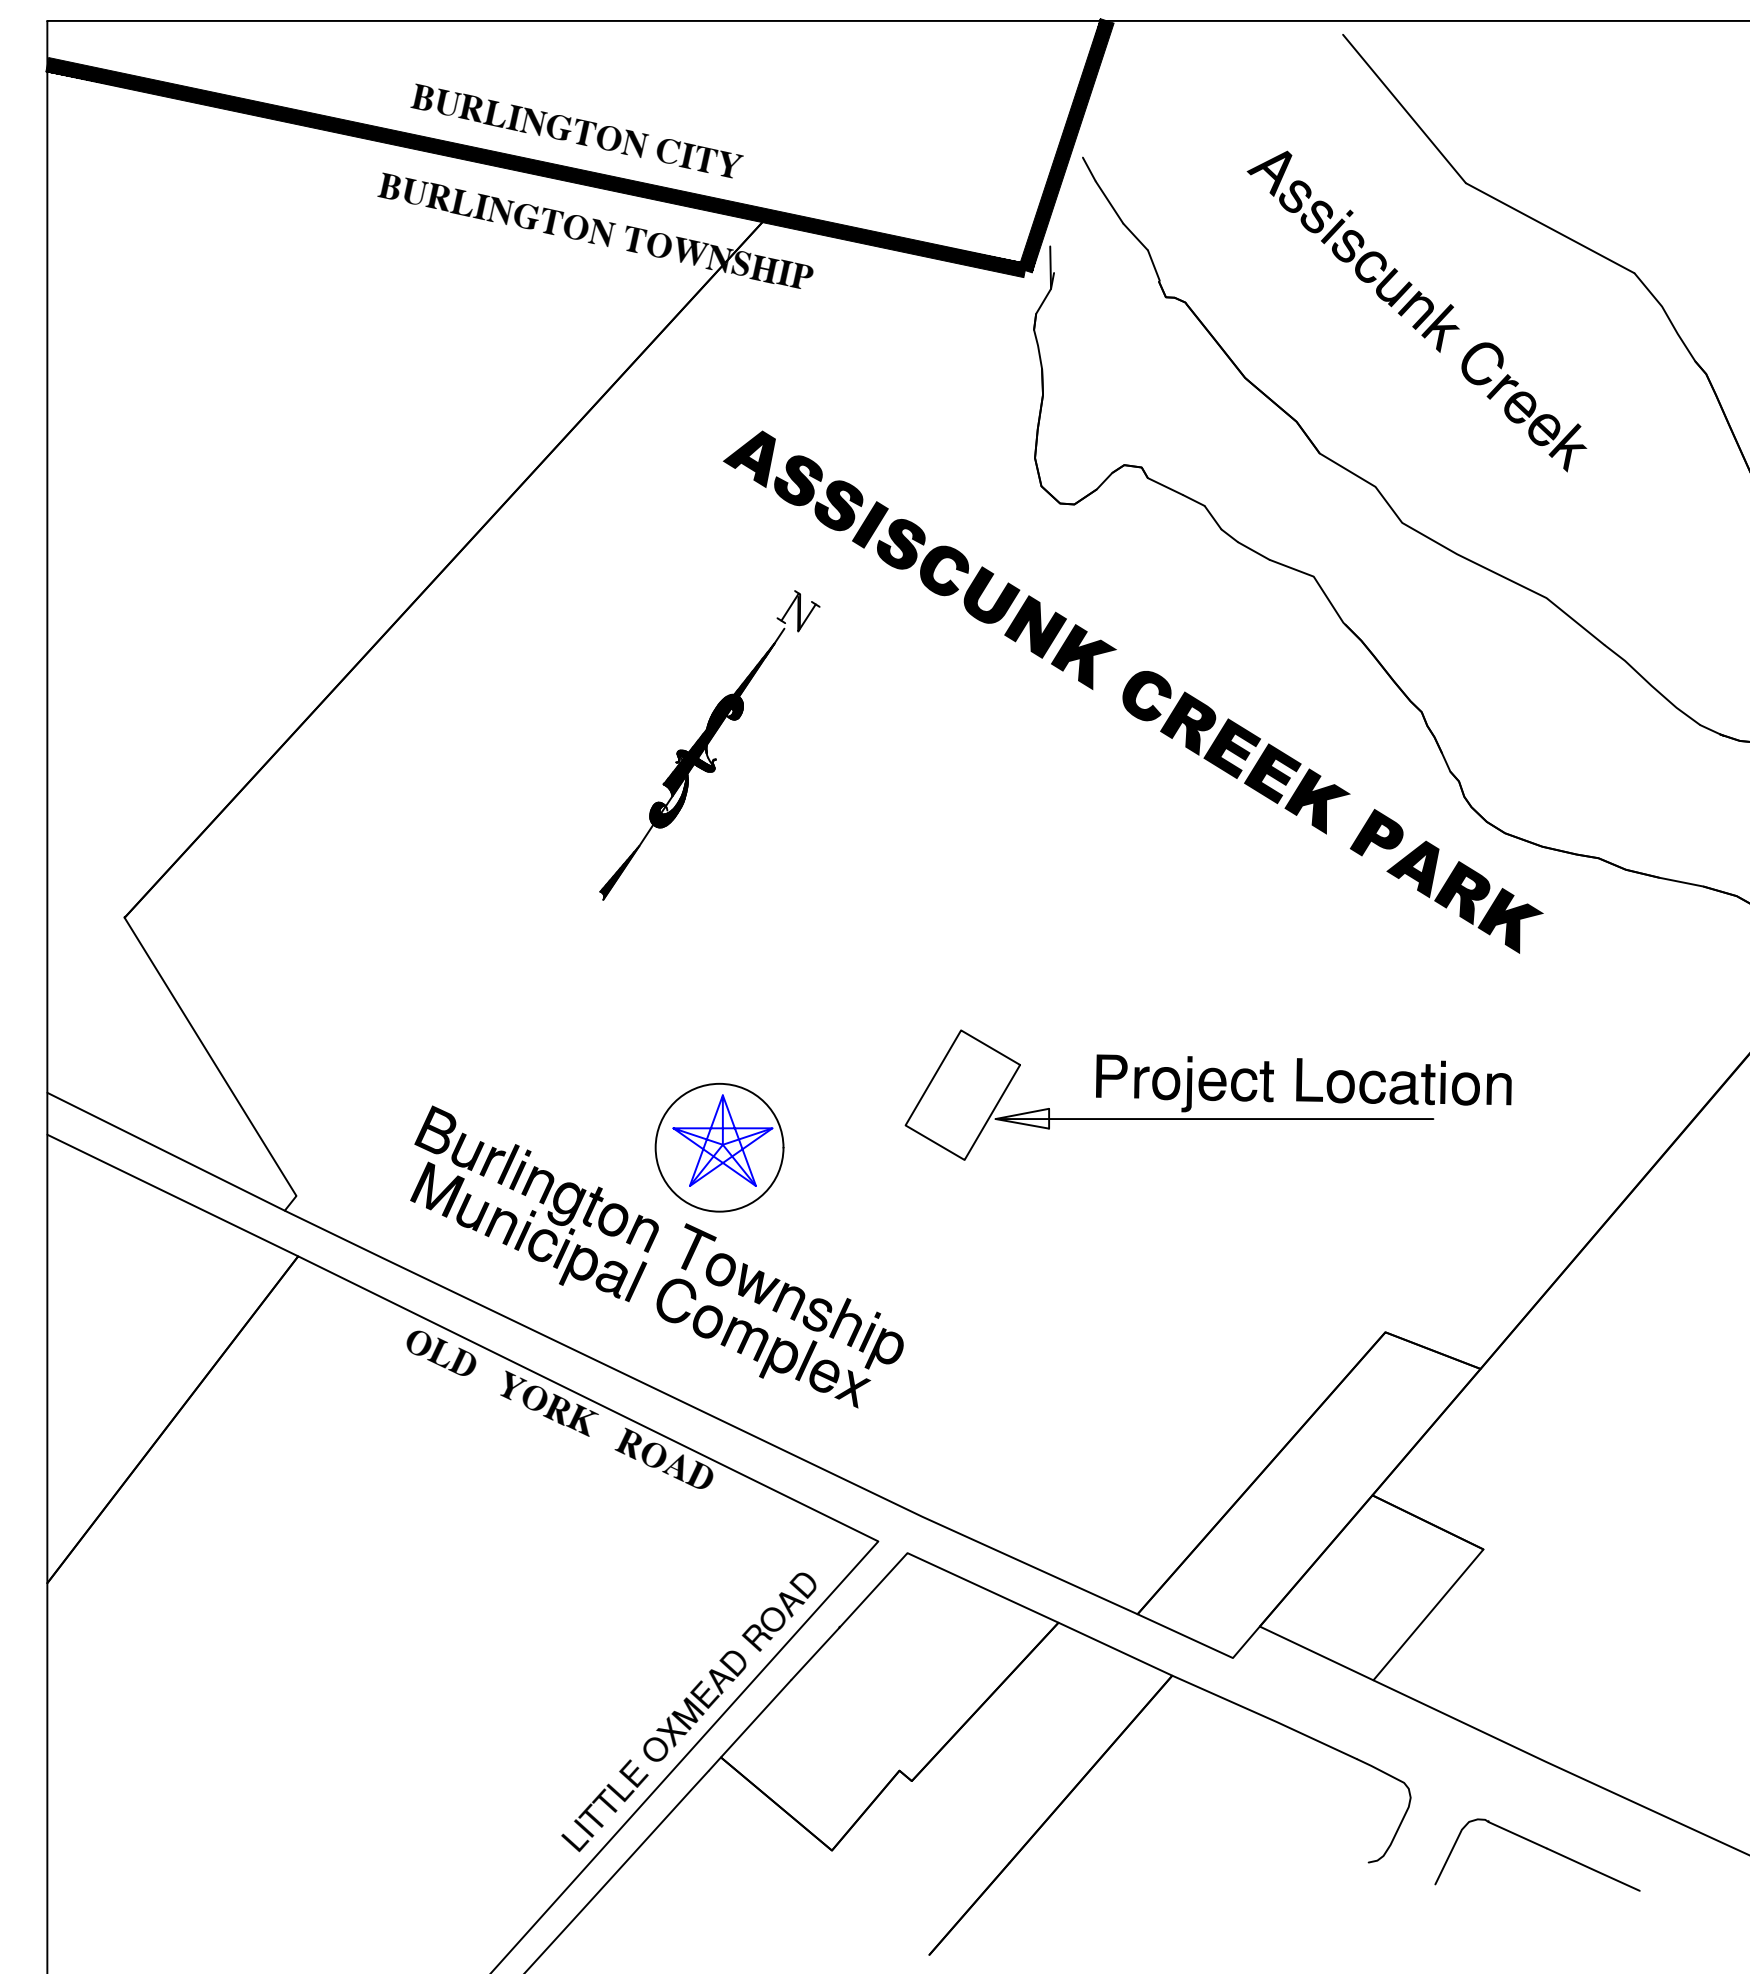 BURLINGTON CITY
BURLINGTON TOWNSHIP
Assiscunk Creek
ASSISCUNK CREEK PARK
N
Project Location
Burlington Township
Municipal Complex
OLD YORK ROAD
LITTLE OXMEAD ROAD